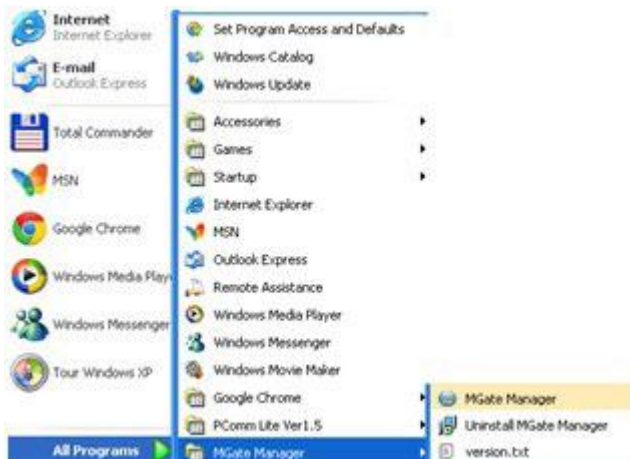 Internet
Internet Explorer
E-mail
Outlook Express
Total Commander
MSN
Google Chrome
Windows Media Play
Windows Messenger
Tour Windows XP
All Programs
Set Program Access and Defaults
Windows Catalog
Windows Update
Accessories
Games
Startup
Internet Explorer
MSN
Outlook Express
Remote Assistance
Windows Media Player
Windows Messenger
Windows Movie Maker
Google Chrome
PComm Lite Ver1.5
MGate Manager
MGate Manager
Uninstall MGate Manager
version.txt